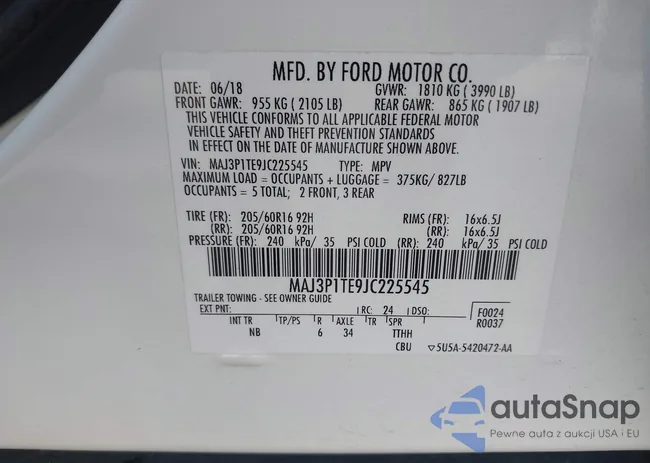 MFD. BY FORD MOTOR CO.
DATE: 06/18 GVWR: 1810 KG ( 3990 LB)
FRONT GAWR: 955 KG ( 2105 LB) REAR GAWR: 865 KG ( 1907 LB)
THIS VEHICLE CONFORMS TO ALL APPLICABLE FEDERAL MOTOR
VEHICLE SAFETY AND THEFT PREVENTION STANDARDS
IN EFFECT ON THE DATE OF MANUFACTURE SHOWN ABOVE.
VIN: MAJ3P1TE9JC225545 TYPE: MPV
MAXIMUM LOAD = OCCUPANTS + LUGGAGE = 375KG/ 827LB
OCCUPANTS = 5 TOTAL; 2 FRONT, 3 REAR
TIRE (FR): 205/60R16 92H RIMS (FR): 16x6.5J
(RR): 205/60R16 92H (RR): 16x6.5J
PRESSURE (FR): 240 kPa/ 35 PSI COLD (RR): 240 kPa/ 35 PSI COLD
MAJ3P1TE9JC225545
TRAILER TOWING - SEE OWNER GUIDE
EXT PNT: RC: 24 DSO: F0024
R0037
INT TR TP/PS R AXLE TR SPR
NB 6 34 TTHH
CBU 5U5A-5420472-AA
autaSnap
Pewne auta z aukcji USA i EU